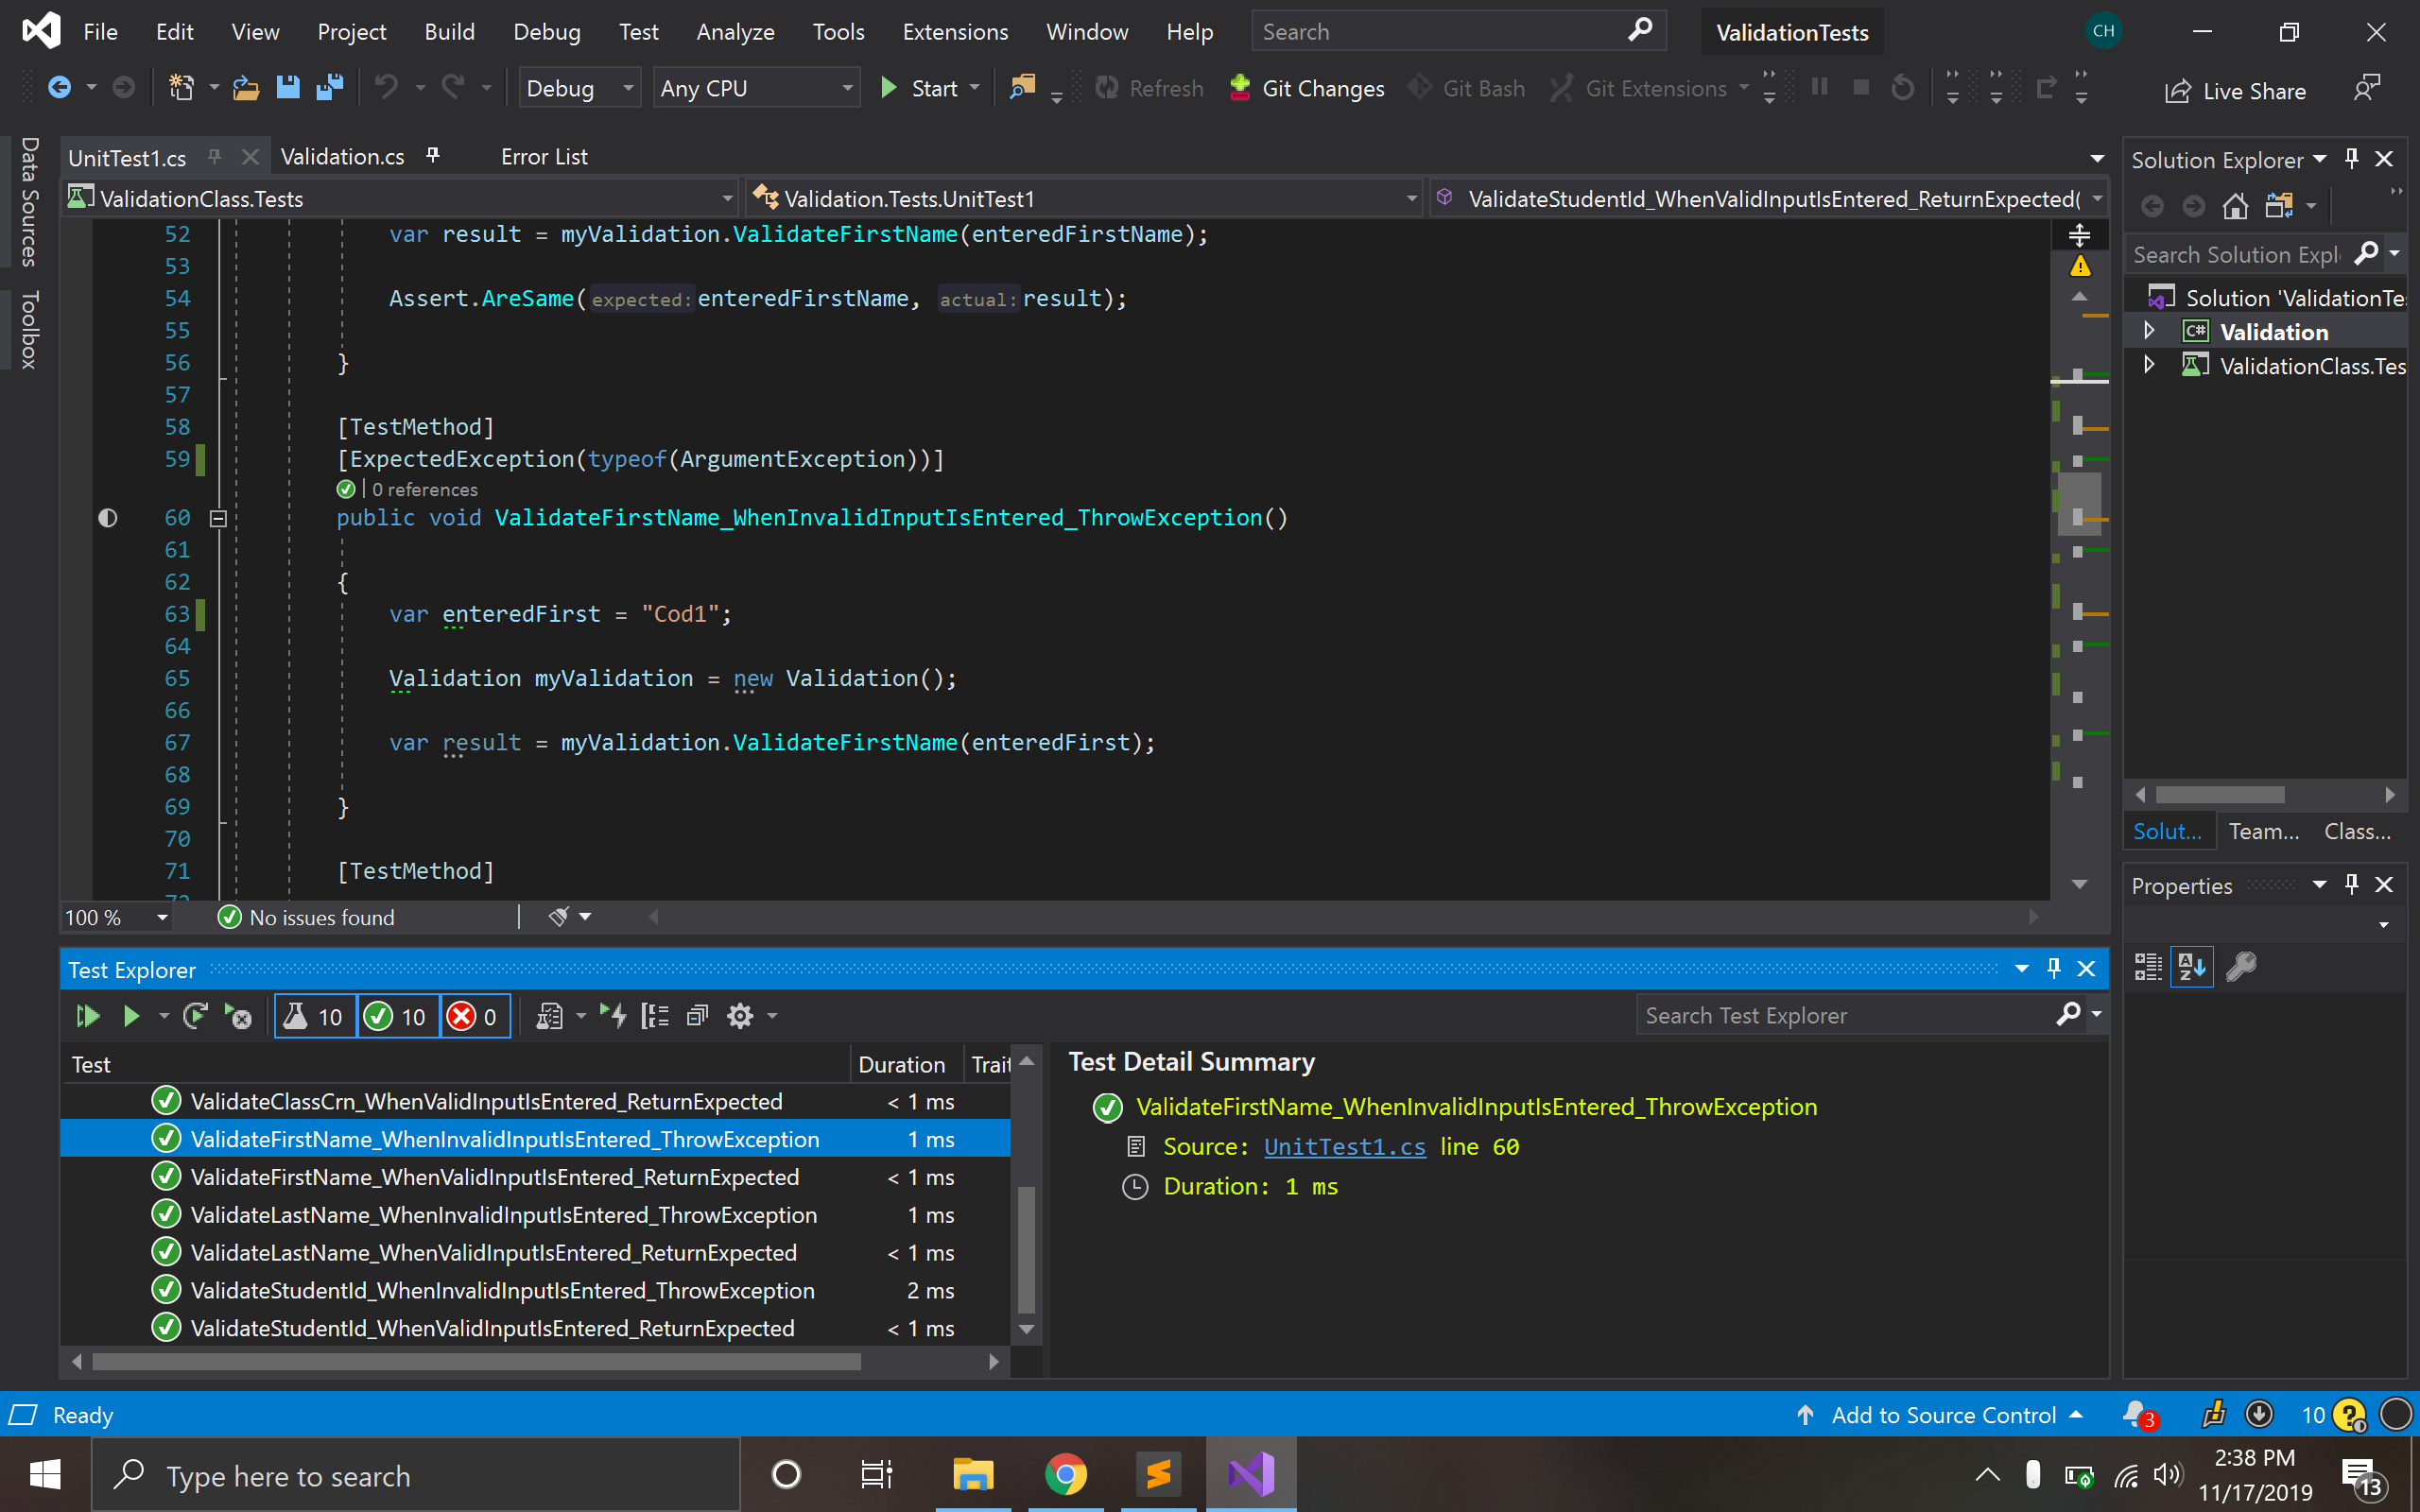 File Edit View Project Build Debug Test Analyze Tools Extensions Window Help Search ValidationTests CH
Debug Any CPU Start Refresh Git Changes Git Bash Git Extensions Live Share
Data Sources
Toolbox
UnitTest1.cs Validation.cs Error List
ValidationClass.Tests Validation.Tests.UnitTest1 ValidateStudentId_WhenValidInputIsEntered_ReturnExpected(
52 var result = myValidation.ValidateFirstName(enteredFirstName);
53
54 Assert.AreSame(expected: enteredFirstName, actual: result);
55
56 }
57
58 [TestMethod]
59 [ExpectedException(typeof(ArgumentException))]
0 references
60 public void ValidateFirstName_WhenInvalidInputIsEntered_ThrowException()
61
62 {
63 var enteredFirst = "Cod1";
64
65 Validation myValidation = new Validation();
66
67 var result = myValidation.ValidateFirstName(enteredFirst);
68
69 }
70
71 [TestMethod]
100 % No issues found
Solution Explorer
Search Solution Expl
Solution 'ValidationTe
C# Validation
ValidationClass.Tes
Solut... Team... Class...
Properties
Test Explorer
10 10 0 Search Test Explorer
Test Duration Trait
ValidateClassCrn_WhenValidInputIsEntered_ReturnExpected < 1 ms
ValidateFirstName_WhenInvalidInputIsEntered_ThrowException 1 ms
ValidateFirstName_WhenValidInputIsEntered_ReturnExpected < 1 ms
ValidateLastName_WhenInvalidInputIsEntered_ThrowException 1 ms
ValidateLastName_WhenValidInputIsEntered_ReturnExpected < 1 ms
ValidateStudentId_WhenInvalidInputIsEntered_ThrowException 2 ms
ValidateStudentId_WhenValidInputIsEntered_ReturnExpected < 1 ms
Test Detail Summary
ValidateFirstName_WhenInvalidInputIsEntered_ThrowException
Source: UnitTest1.cs line 60
Duration: 1 ms
Ready Add to Source Control 3 10
Type here to search
2:38 PM
11/17/2019
13